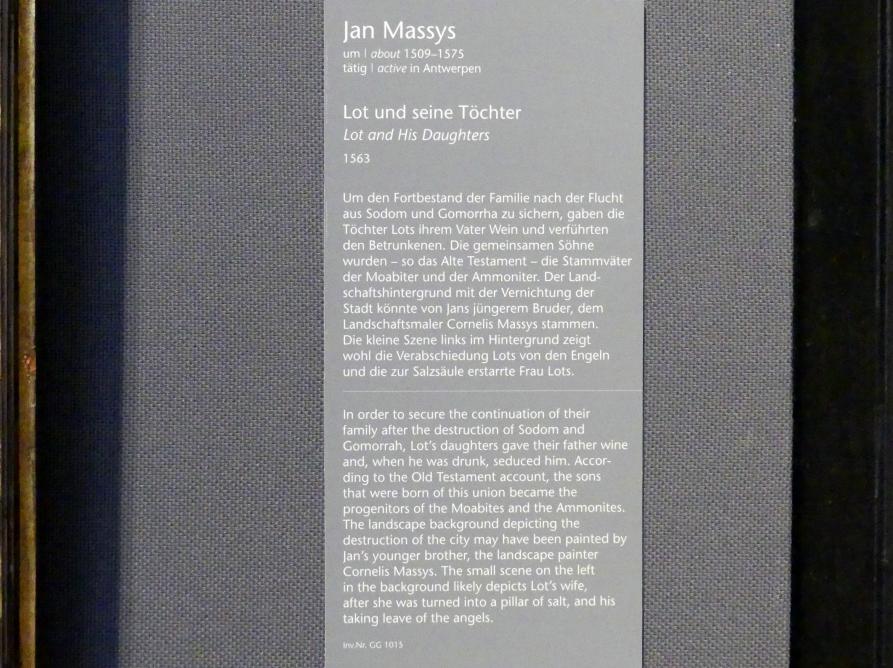 Jan Massys
um | about 1509–1575
tätig | active in Antwerpen
Lot und seine Töchter
Lot and His Daughters
1563
Um den Fortbestand der Familie nach der Flucht
aus Sodom und Gomorrha zu sichern, gaben die
Töchter Lots ihrem Vater Wein und verführten
den Betrunkenen. Die gemeinsamen Söhne
wurden – so das Alte Testament – die Stammväter
der Moabiter und der Ammoniter. Der Land-
schaftshintergrund mit der Vernichtung der
Stadt könnte von Jans jüngerem Bruder, dem
Landschaftsmaler Cornelis Massys stammen.
Die kleine Szene links im Hintergrund zeigt
wohl die Verabschiedung Lots von den Engeln
und die zur Salzsäule erstarrte Frau Lots.
In order to secure the continuation of their
family after the destruction of Sodom and
Gomorrah, Lot's daughters gave their father wine
and, when he was drunk, seduced him. Accor-
ding to the Old Testament account, the sons
that were born of this union became the
progenitors of the Moabites and the Ammonites.
The landscape background depicting the
destruction of the city may have been painted by
Jan's younger brother, the landscape painter
Cornelis Massys. The small scene on the left
in the background likely depicts Lot's wife,
after she was turned into a pillar of salt, and his
taking leave of the angels.
Inv.Nr. GG 1015